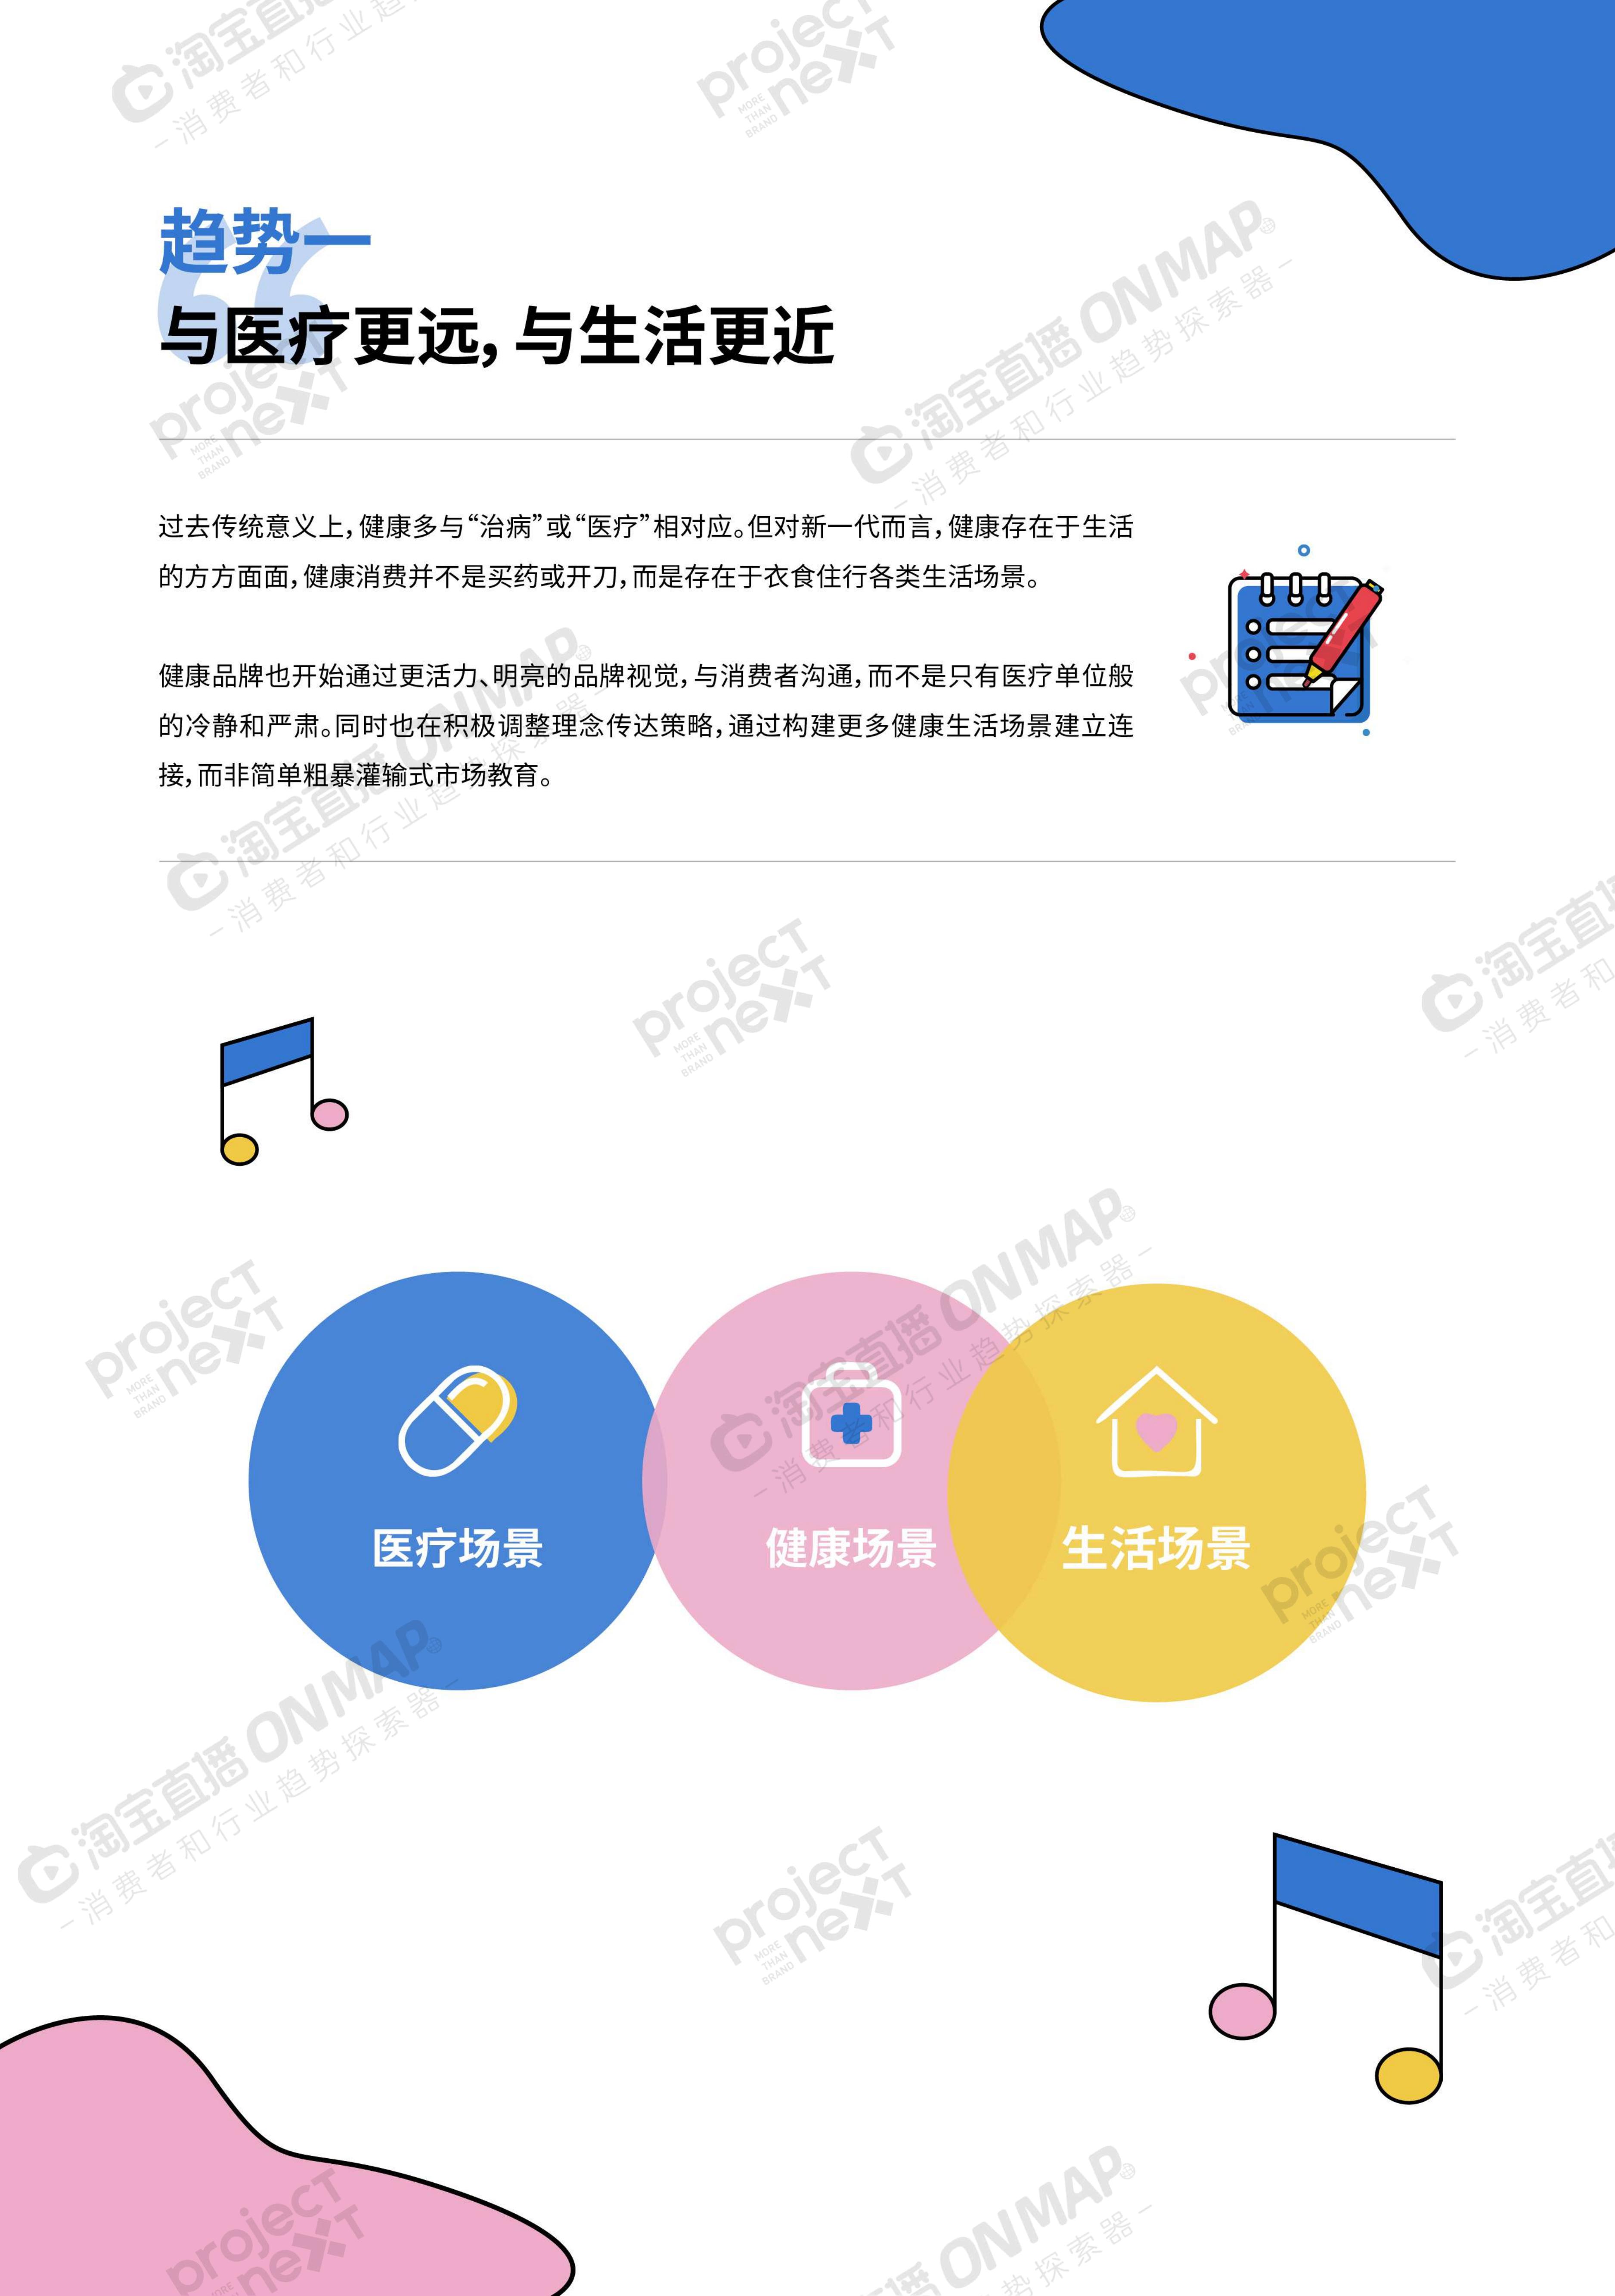 趋势一
与医疗更远，与生活更近
过去传统意义上，健康多与“治病”或“医疗”相对应。但对新一代而言，健康存在于生活
的方方面面，健康消费并不是买药或开刀，而是存在于衣食住行各类生活场景。
健康品牌也开始通过更活力、明亮的品牌视觉，与消费者沟通，而不是只有医疗单位般
的冷静和严肃。同时也在积极调整理念传达策略，通过构建更多健康生活场景建立连
接，而非简单粗暴灌输式市场教育。
医疗场景
健康场景
生活场景
淘宝直播 ON MAP
–消费者和行业趋势探索器–
project
next
MORE
THAN
BRAND